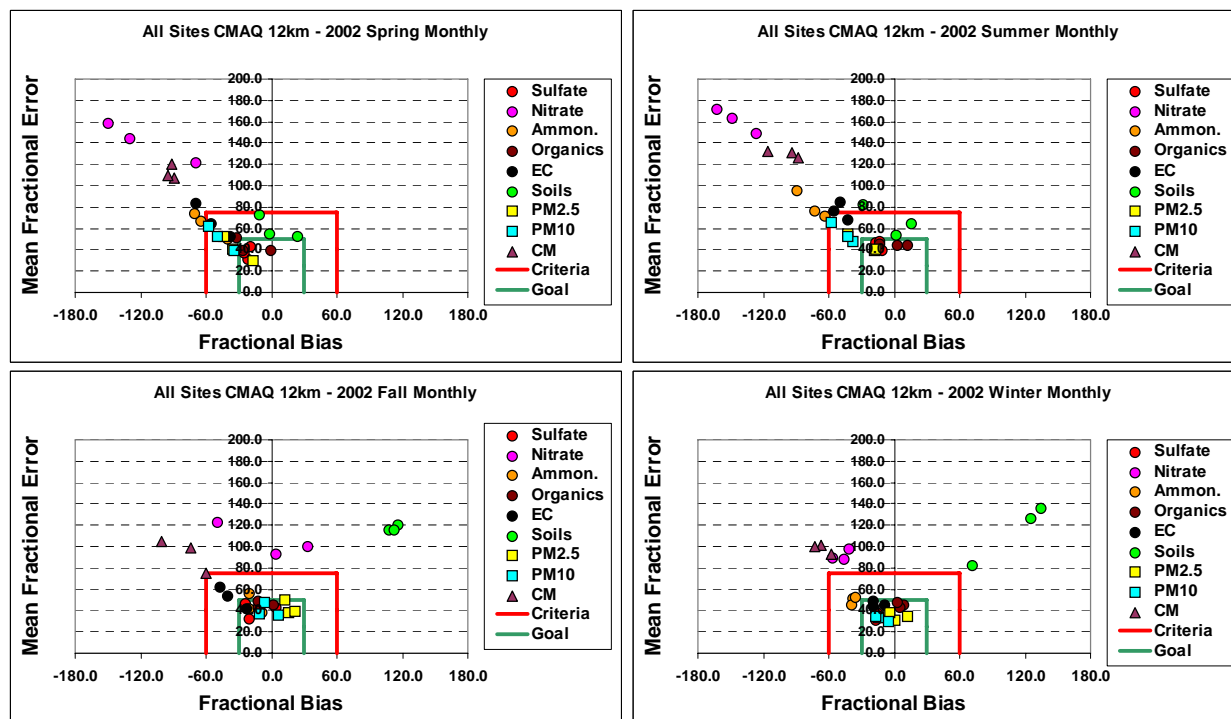 All Sites CMAQ 12km - 2002 Spring Monthly
Mean Fractional Error
200.0
180.0
160.0
140.0
120.0
100.0
80.0
60.0
40.0
20.0
0.0
-180.0 -120.0 -60.0 0.0 60.0 120.0 180.0
Fractional Bias
Sulfate
Nitrate
Ammon.
Organics
EC
Soils
PM2.5
PM10
CM
Criteria
Goal
All Sites CMAQ 12km - 2002 Summer Monthly
Mean Fractional Error
200.0
180.0
160.0
140.0
120.0
100.0
80.0
60.0
40.0
20.0
0.0
-180.0 -120.0 -60.0 0.0 60.0 120.0 180.0
Fractional Bias
Sulfate
Nitrate
Ammon.
Organics
EC
Soils
PM2.5
PM10
CM
Criteria
Goal
All Sites CMAQ 12km - 2002 Fall Monthly
Mean Fractional Error
200.0
180.0
160.0
140.0
120.0
100.0
80.0
60.0
40.0
20.0
0.0
-180.0 -120.0 -60.0 0.0 60.0 120.0 180.0
Fractional Bias
Sulfate
Nitrate
Ammon.
Organics
EC
Soils
PM2.5
PM10
CM
Criteria
Goal
All Sites CMAQ 12km - 2002 Winter Monthly
Mean Fractional Error
200.0
180.0
160.0
140.0
120.0
100.0
80.0
60.0
40.0
20.0
0.0
-180.0 -120.0 -60.0 0.0 60.0 120.0 180.0
Fractional Bias
Sulfate
Nitrate
Ammon.
Organics
EC
Soils
PM2.5
PM10
CM
Criteria
Goal